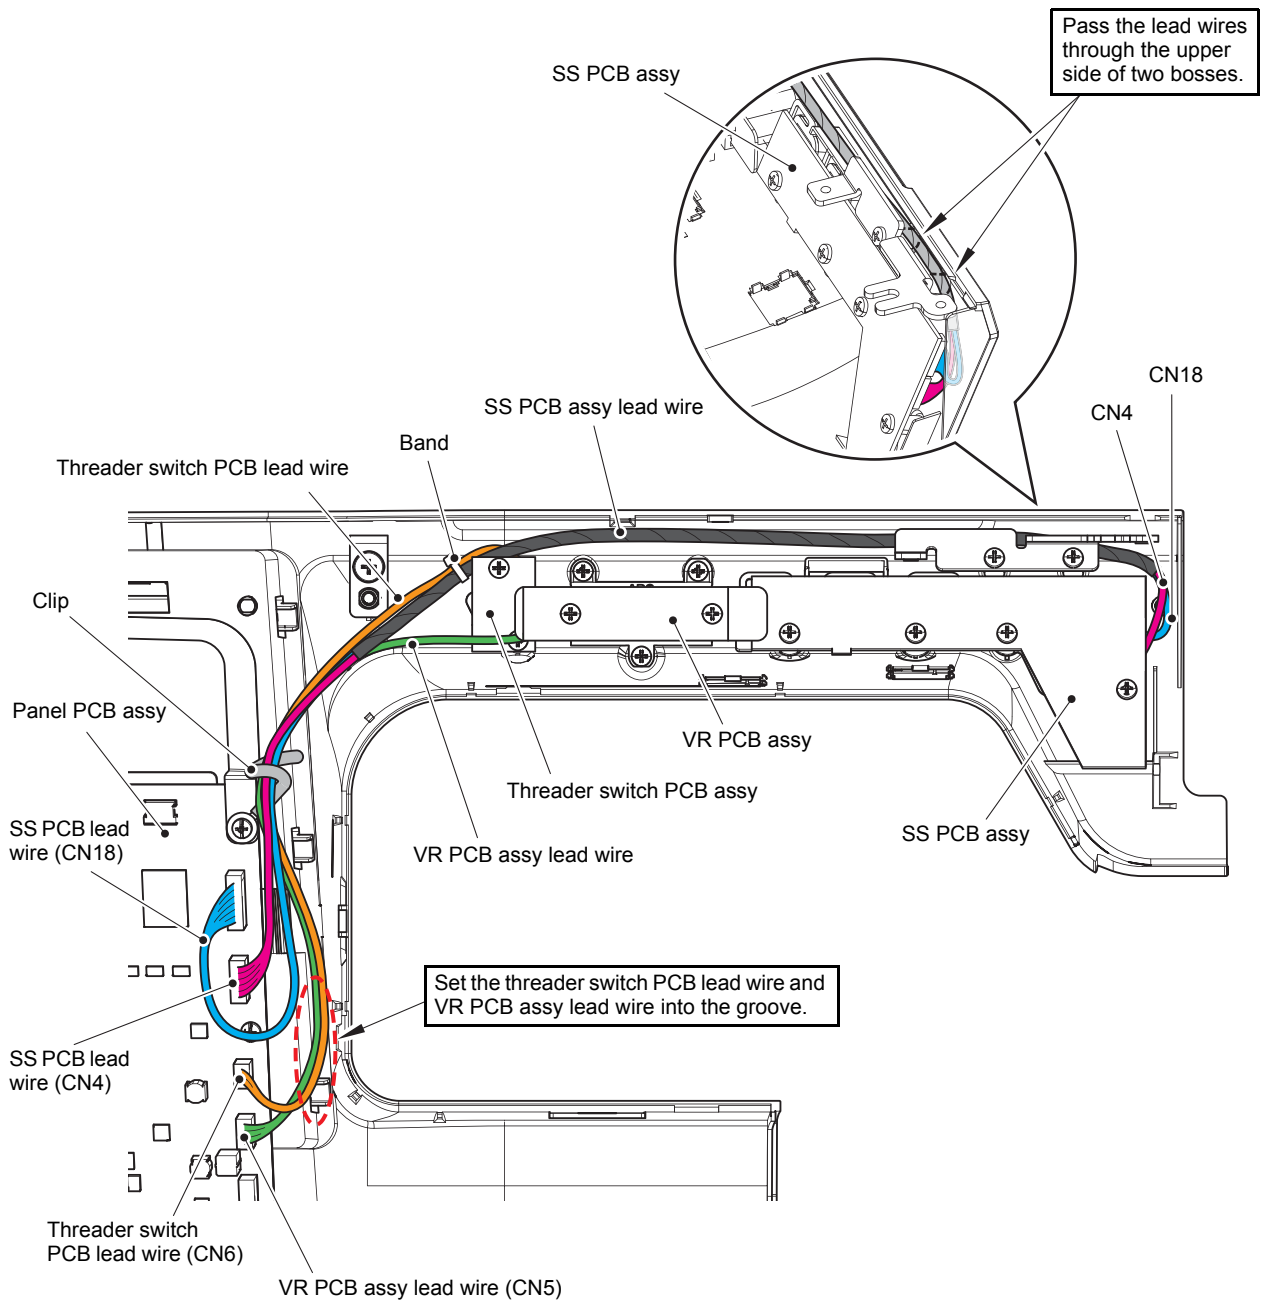 Pass the lead wires
through the upper
side of two bosses.
SS PCB assy
CN18
CN4
SS PCB assy lead wire
Band
Threader switch PCB lead wire
Clip
Panel PCB assy
VR PCB assy
Threader switch PCB assy
SS PCB assy
SS PCB lead
wire (CN18)
VR PCB assy lead wire
Set the threader switch PCB lead wire and
VR PCB assy lead wire into the groove.
SS PCB lead
wire (CN4)
Threader switch
PCB lead wire (CN6)
VR PCB assy lead wire (CN5)